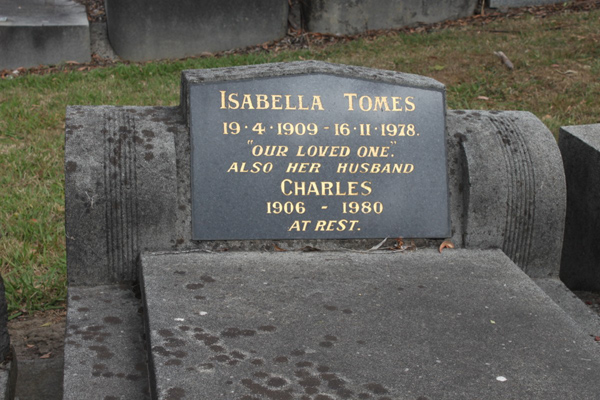 ISABELLA TOMES
19·4·1909 - 16·11·1978.
"OUR LOVED ONE".
ALSO HER HUSBAND
CHARLES
1906 - 1980
AT REST.